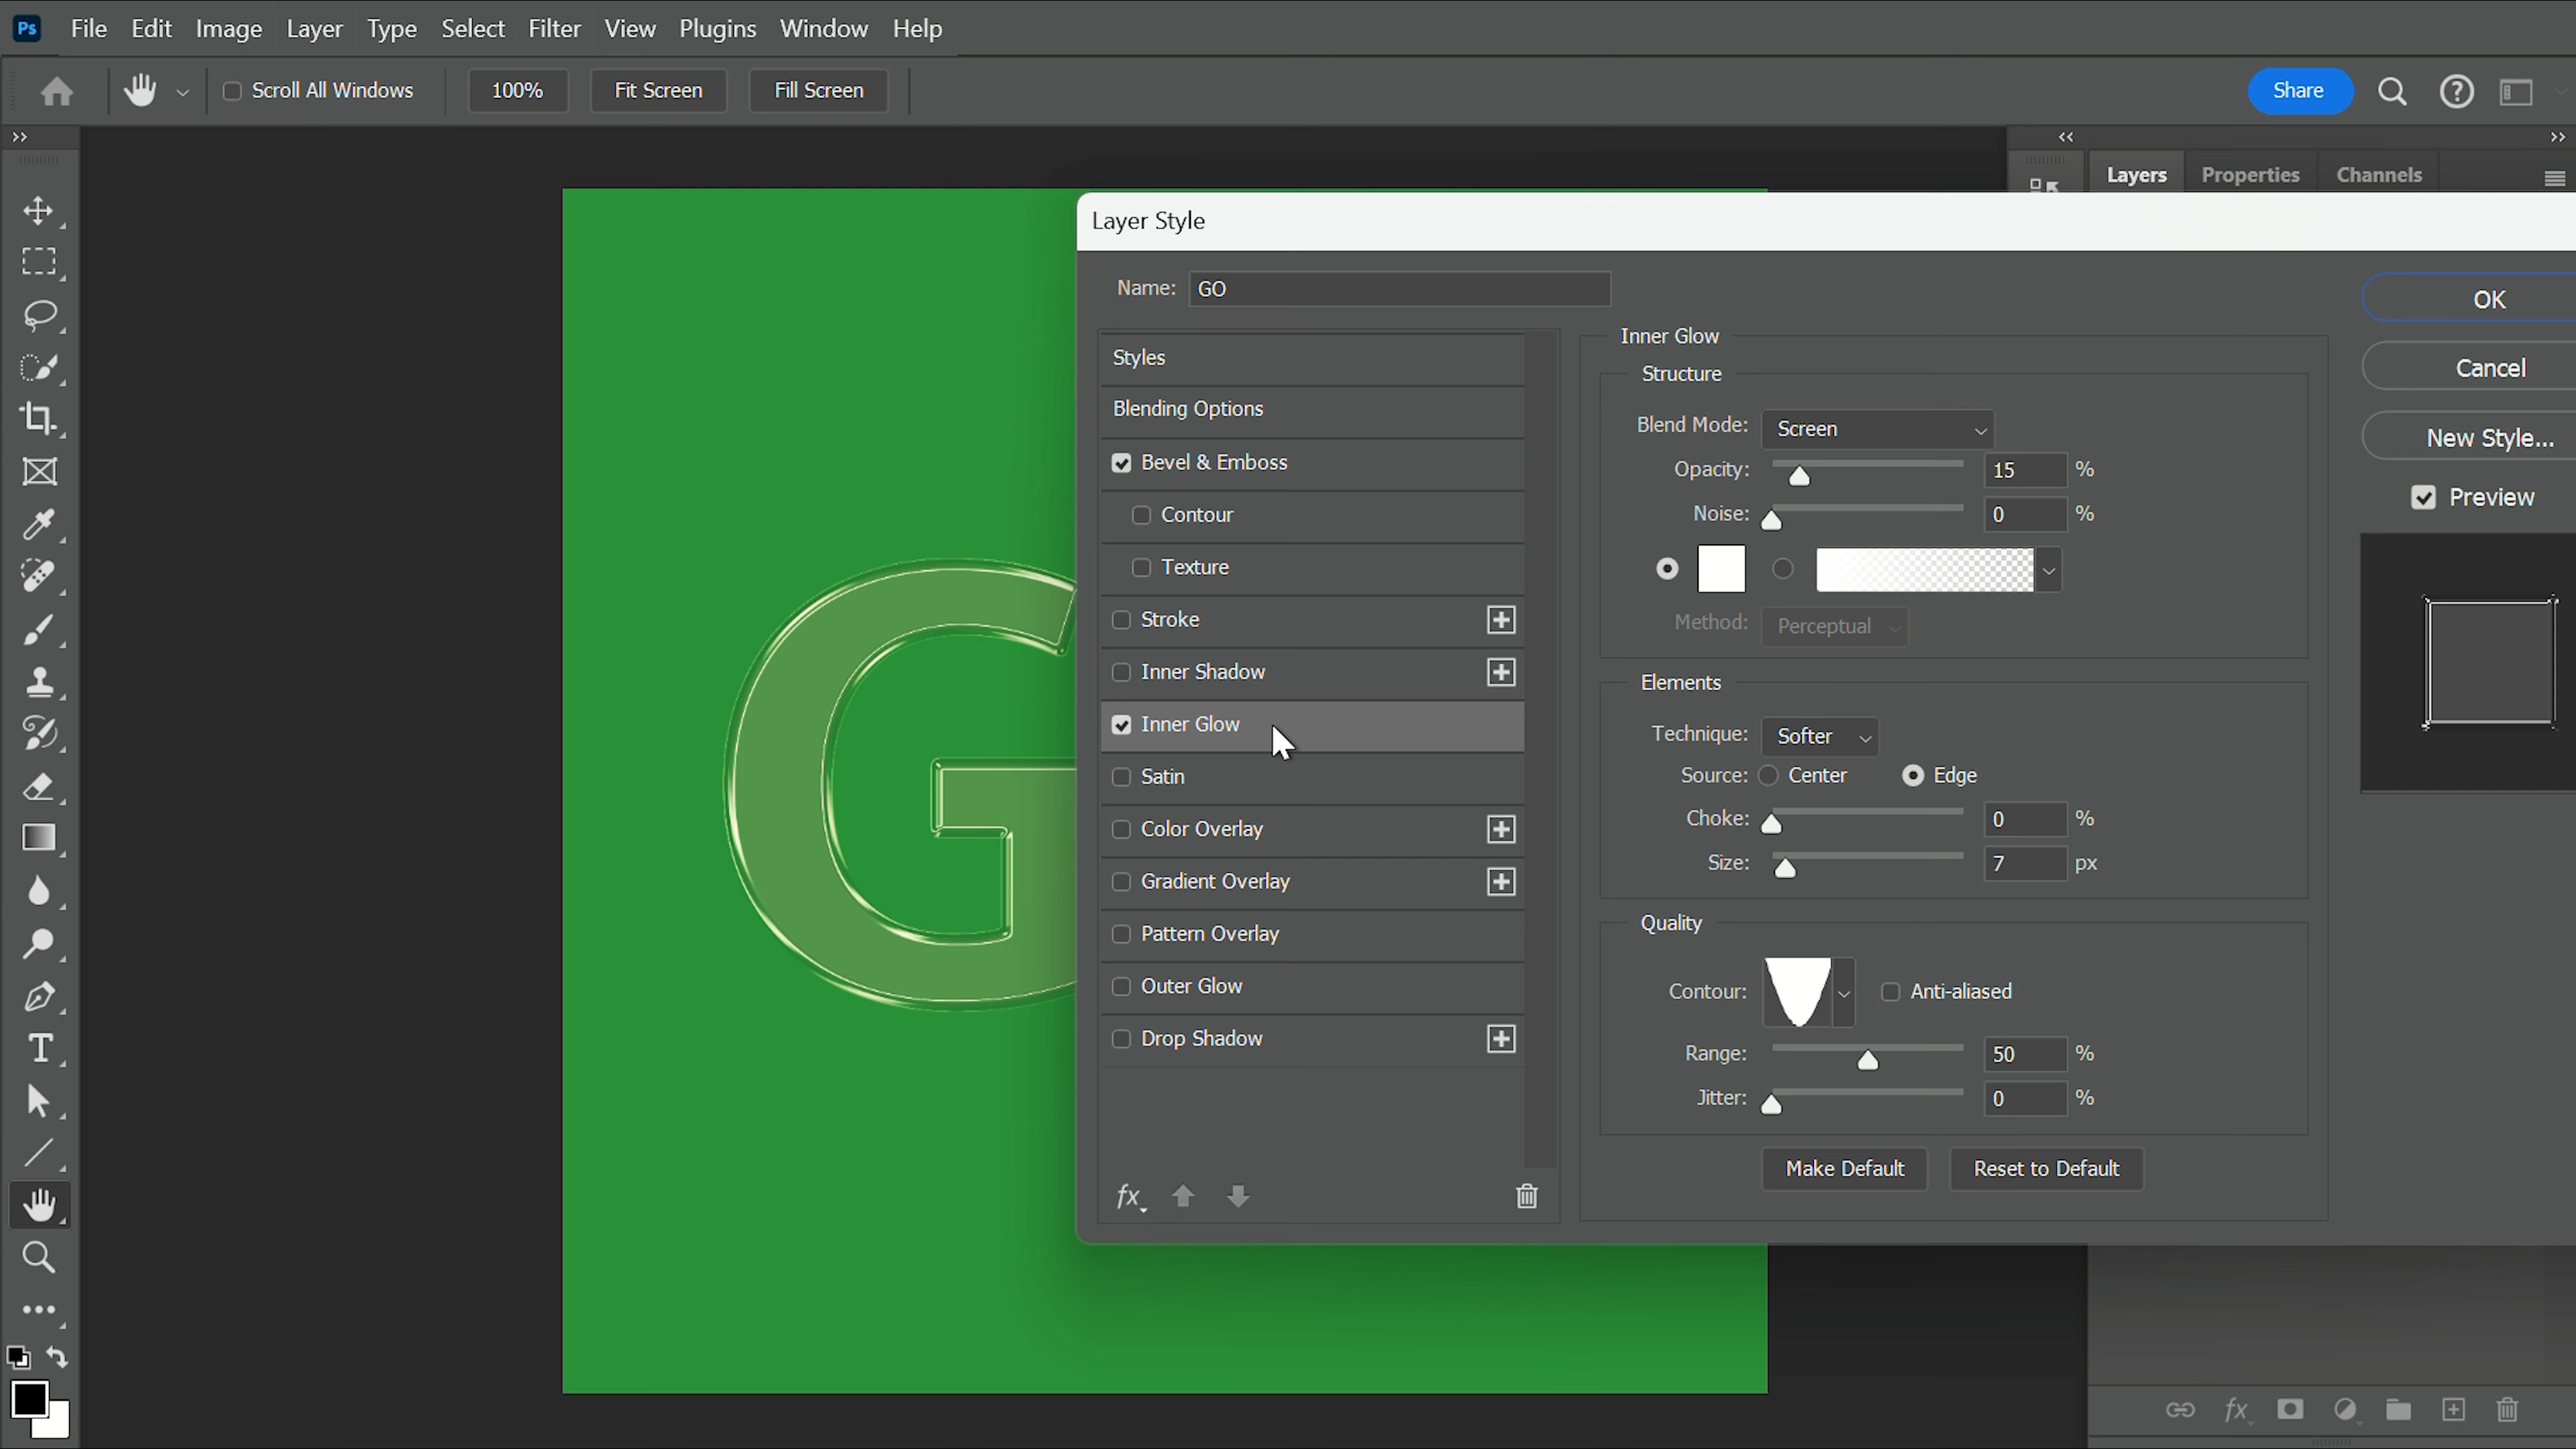 Ps File Edit Image Layer Type Select Filter View Plugins Window Help
Scroll All Windows 100% Fit Screen Fill Screen Share
Layers Properties Channels
Layer Style
Name: GO
Styles
Blending Options
Bevel & Emboss
Contour
Texture
Stroke
Inner Shadow
Inner Glow
Satin
Color Overlay
Gradient Overlay
Pattern Overlay
Outer Glow
Drop Shadow
fx
Inner Glow
Structure
Blend Mode: Screen
Opacity: 15 %
Noise: 0 %
Method: Perceptual
Elements
Technique: Softer
Source: Center Edge
Choke: 0 %
Size: 7 px
Quality
Contour: Anti-aliased
Range: 50 %
Jitter: 0 %
Make Default Reset to Default
OK
Cancel
New Style...
Preview
G
fx